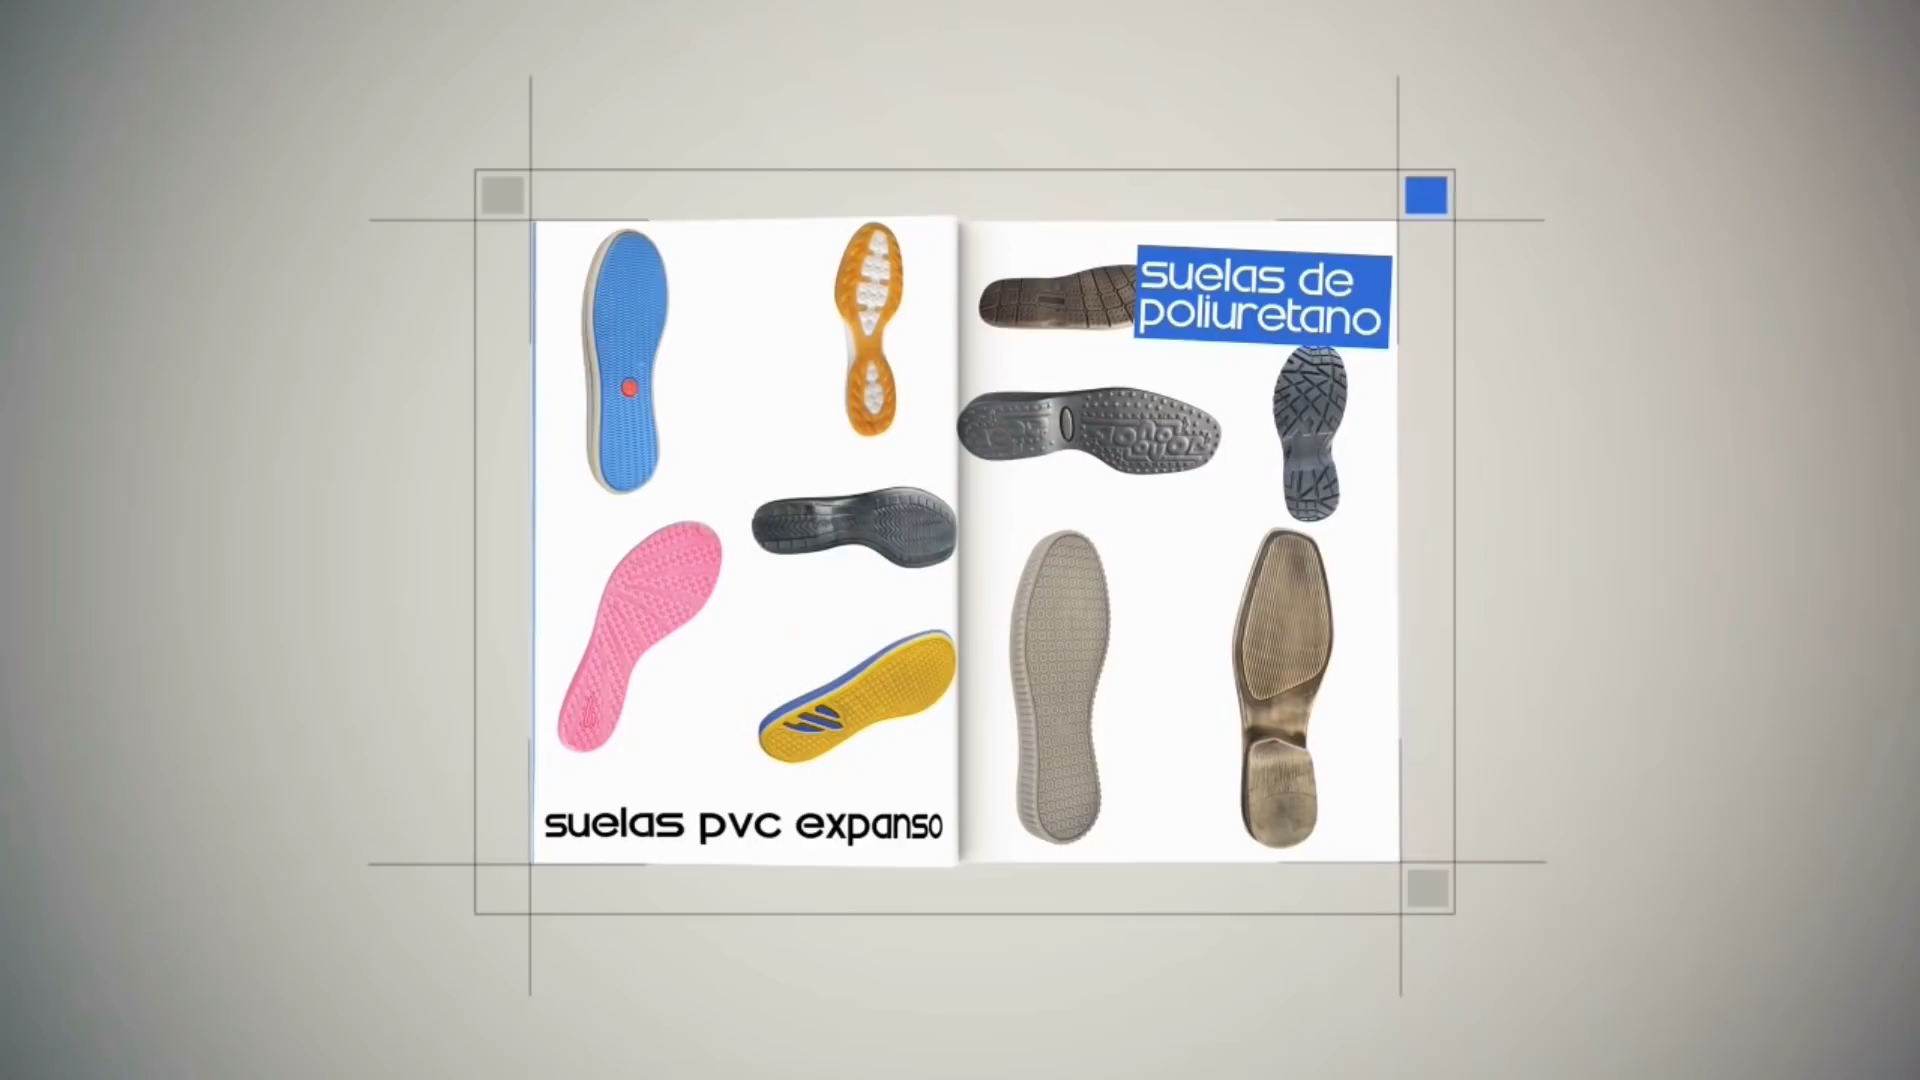 suelas pvc expanso
suelas de
poliuretano